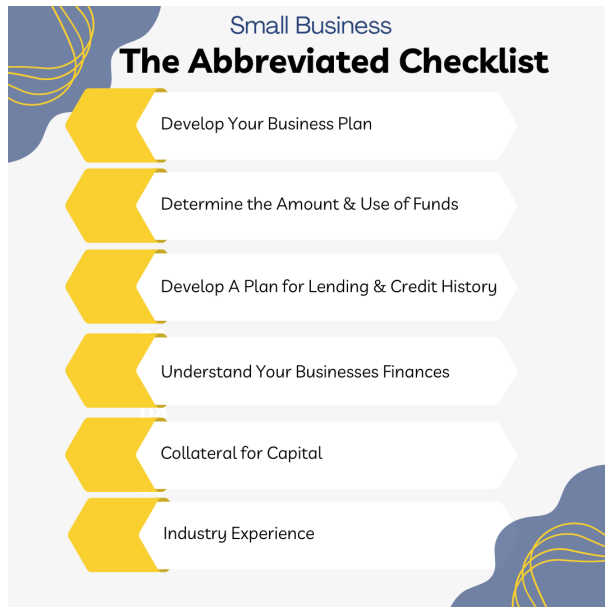 Small Business
The Abbreviated Checklist
Develop Your Business Plan
Determine the Amount & Use of Funds
Develop A Plan for Lending & Credit History
Understand Your Businesses Finances
Collateral for Capital
Industry Experience